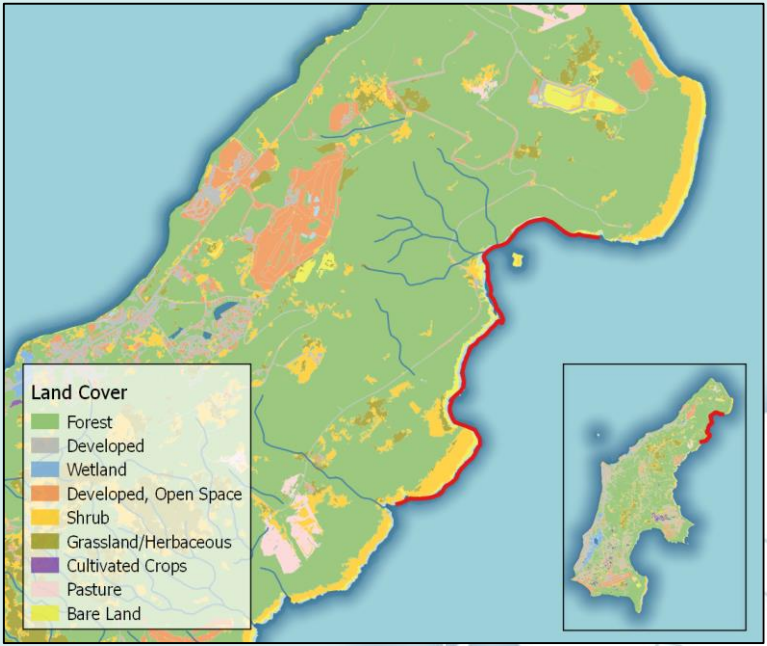 Land Cover
Forest
Developed
Wetland
Developed, Open Space
Shrub
Grassland/Herbaceous
Cultivated Crops
Pasture
Bare Land